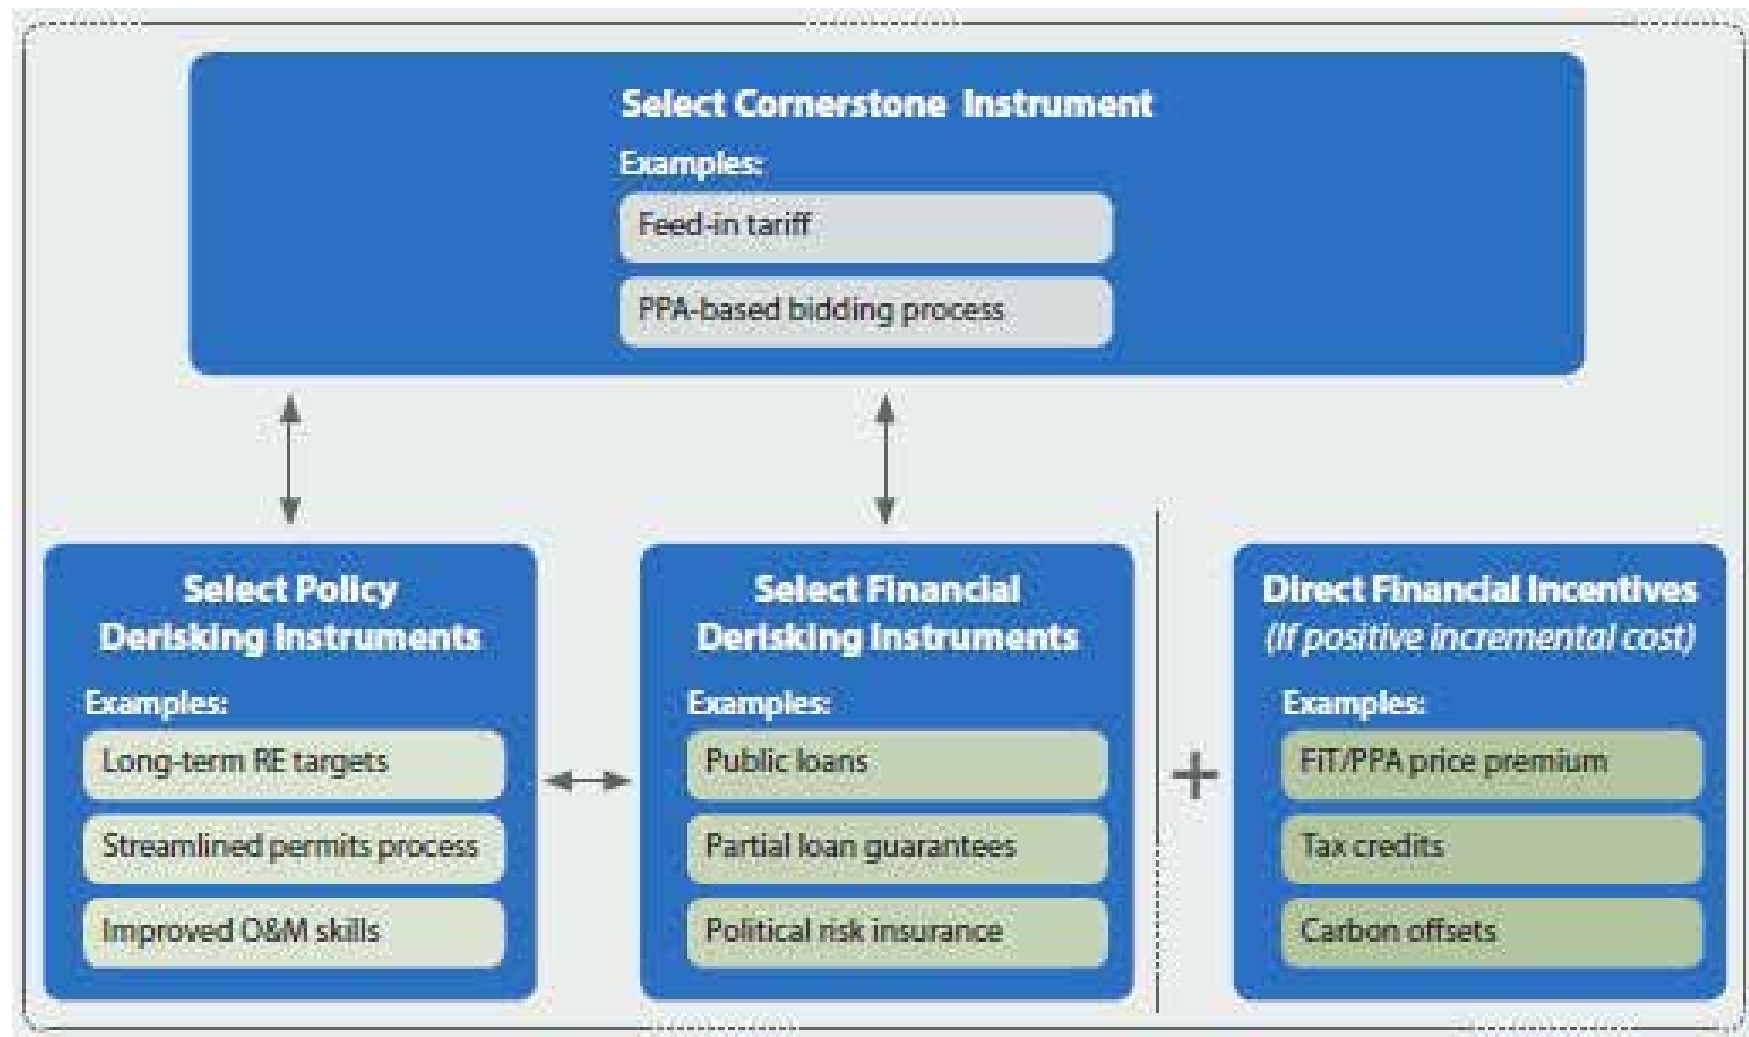 Select Cornerstone Instrument
Examples:
Feed-in tariff
PPA-based bidding process
Select Policy
Derisking Instruments
Examples:
Long-term RE targets
Streamlined permits process
Improved O&M skills
Select Financial
Derisking Instruments
Examples:
Public loans
Partial loan guarantees
Political risk insurance
+
Direct Financial Incentives
(If positive incremental cost)
Examples:
FiT/PPA price premium
Tax credits
Carbon offsets